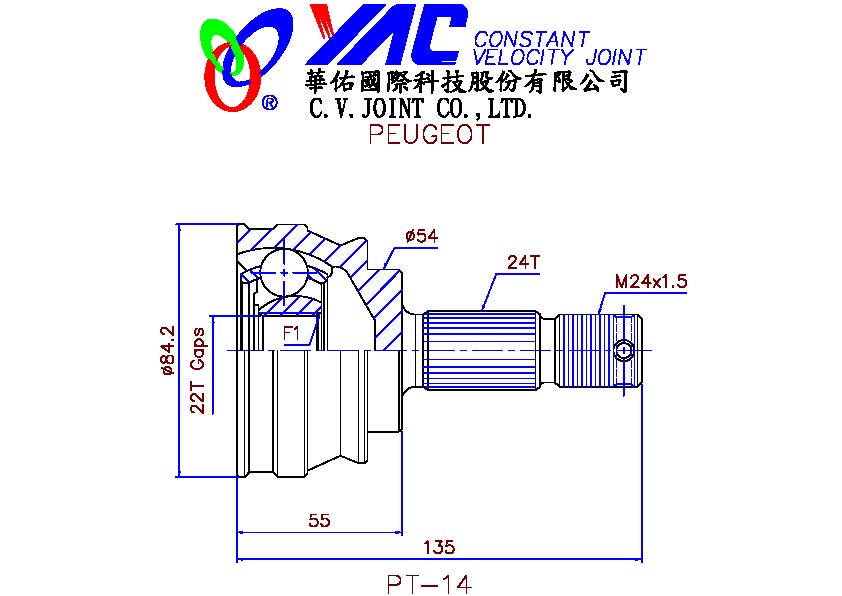 YAC CONSTANT
VELOCITY JOINT
®
華佑國際科技股份有限公司
C.V.JOINT CO.,LTD.
PEUGEOT
ø54
24T
M24x1.5
F1
ø84.2
22T Gaps
55
135
PT-14